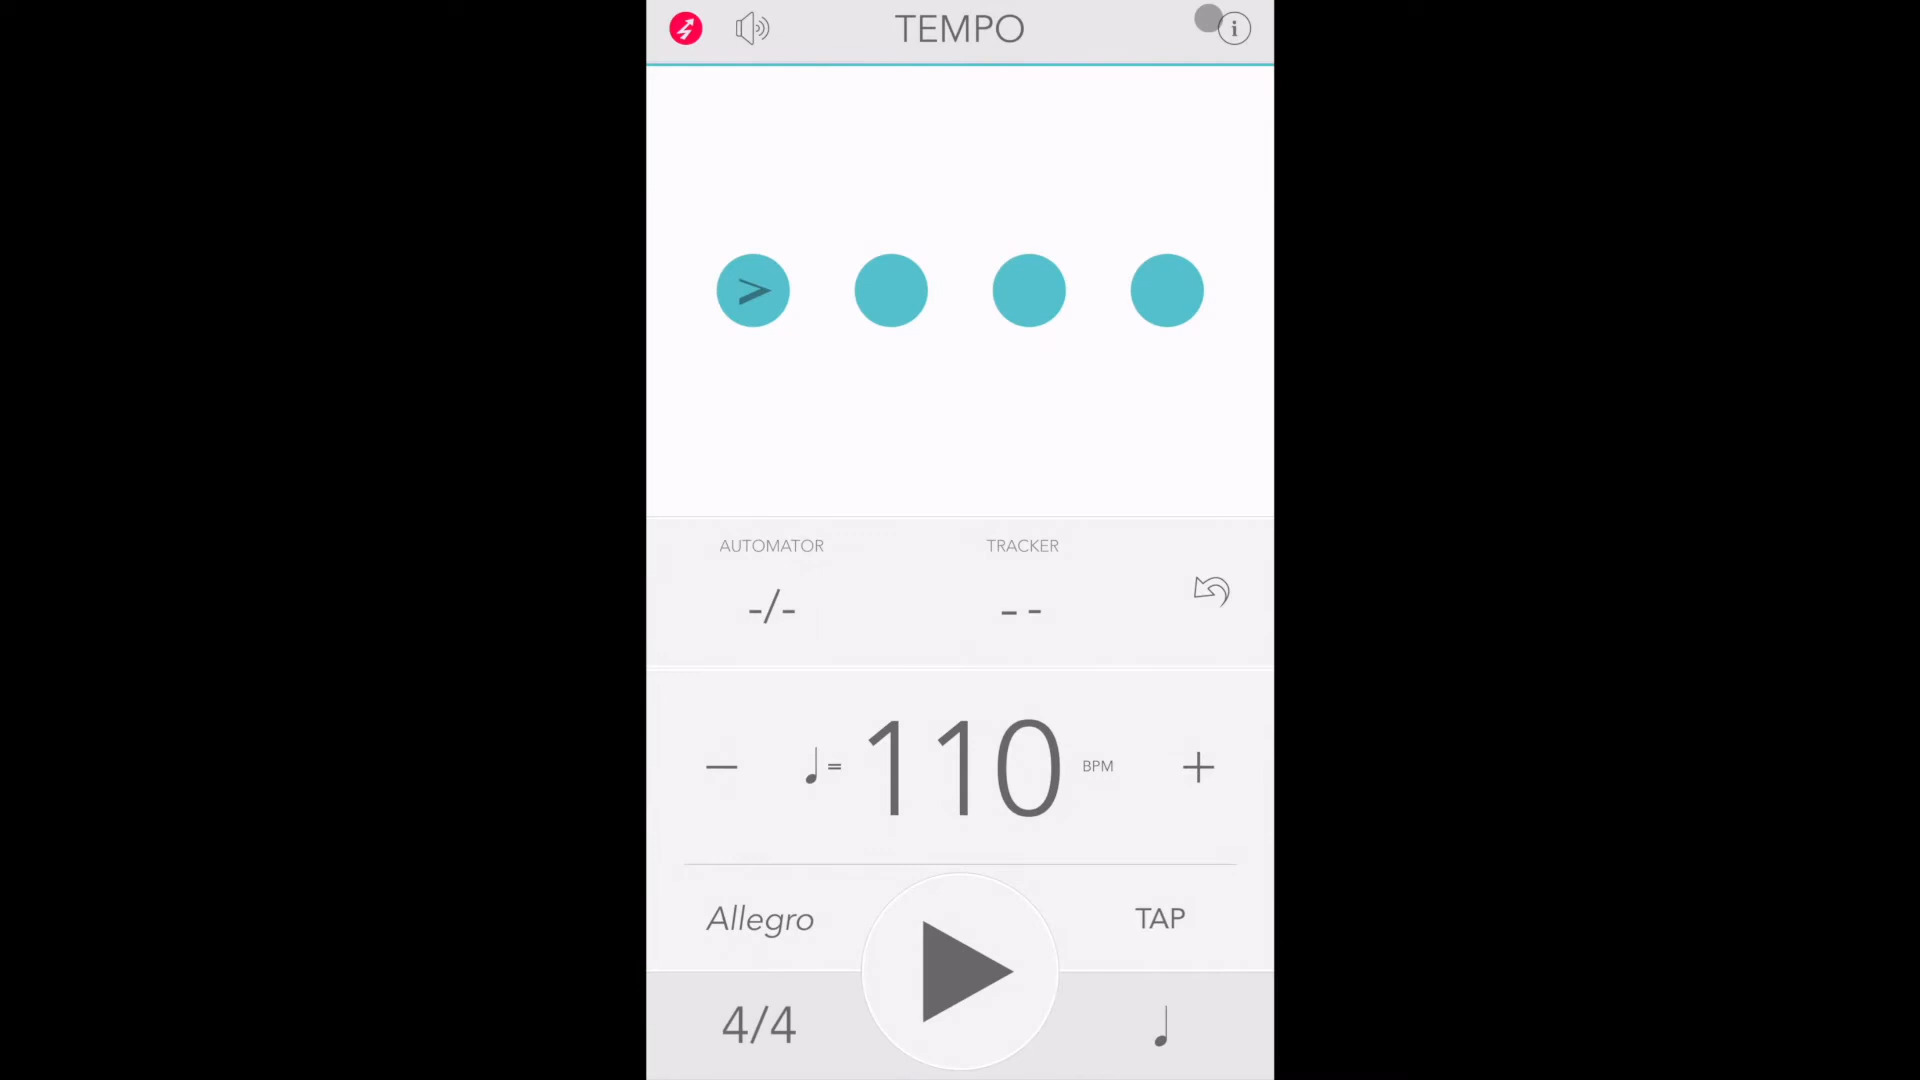 TEMPO
i
>
AUTOMATOR
TRACKER
-/-
- -
− ♩= 110 BPM +
Allegro
TAP
4/4
♩